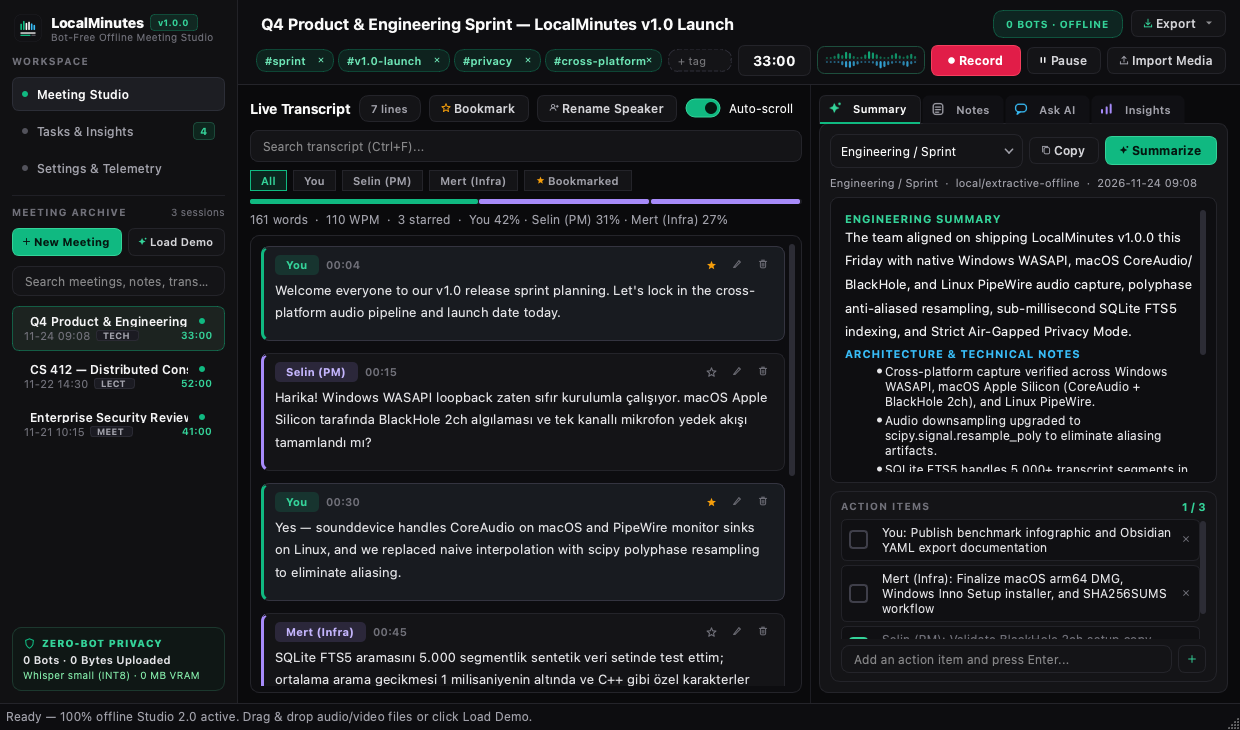 LocalMinutes v1.0.0
Bot-Free Offline Meeting Studio
WORKSPACE
Meeting Studio
Tasks & Insights 4
Settings & Telemetry
MEETING ARCHIVE 3 sessions
+ New Meeting Load Demo
Search meetings, notes, trans...
Q4 Product & Engineering
11-24 09:08 TECH 33:00
CS 412 — Distributed Cons
11-22 14:30 LECT 52:00
Enterprise Security Review
11-21 10:15 MEET 41:00
ZERO-BOT PRIVACY
0 Bots · 0 Bytes Uploaded
Whisper small (INT8) · 0 MB VRAM
Q4 Product & Engineering Sprint — LocalMinutes v1.0 Launch
0 BOTS · OFFLINE Export
#sprint × #v1.0-launch × #privacy × #cross-platform× + tag 33:00 Record Pause Import Media
Live Transcript 7 lines Bookmark Rename Speaker Auto-scroll
Search transcript (Ctrl+F)...
All You Selin (PM) Mert (Infra) Bookmarked
161 words · 110 WPM · 3 starred · You 42% · Selin (PM) 31% · Mert (Infra) 27%
You 00:04
Welcome everyone to our v1.0 release sprint planning. Let's lock in the cross-
platform audio pipeline and launch date today.
Selin (PM) 00:15
Harika! Windows WASAPI loopback zaten sıfır kurulumla çalışıyor. macOS Apple
Silicon tarafında BlackHole 2ch algılaması ve tek kanallı mikrofon yedek akışı
tamamlandı mı?
You 00:30
Yes — sounddevice handles CoreAudio on macOS and PipeWire monitor sinks
on Linux, and we replaced naive interpolation with scipy polyphase resampling
to eliminate aliasing.
Mert (Infra) 00:45
SQLite FTS5 aramasını 5.000 segmentlik sentetik veri setinde test ettim;
ortalama arama gecikmesi 1 milisaniyenin altında ve C++ gibi özel karakterler
Summary Notes Ask AI Insights
Engineering / Sprint Copy Summarize
Engineering / Sprint · local/extractive-offline · 2026-11-24 09:08
ENGINEERING SUMMARY
The team aligned on shipping LocalMinutes v1.0.0 this
Friday with native Windows WASAPI, macOS CoreAudio/
BlackHole, and Linux PipeWire audio capture, polyphase
anti-aliased resampling, sub-millisecond SQLite FTS5
indexing, and Strict Air-Gapped Privacy Mode.
ARCHITECTURE & TECHNICAL NOTES
• Cross-platform capture verified across Windows
WASAPI, macOS Apple Silicon (CoreAudio +
BlackHole 2ch), and Linux PipeWire.
• Audio downsampling upgraded to
scipy.signal.resample_poly to eliminate aliasing
artifacts.
• SQLite FTS5 handles 5,000+ transcript segments in
ACTION ITEMS 1 / 3
You: Publish benchmark infographic and Obsidian
YAML export documentation ×
Mert (Infra): Finalize macOS arm64 DMG,
Windows Inno Setup installer, and SHA256SUMS
workflow ×
Selin (PM): Validate BlackHole 2ch setup copy
Add an action item and press Enter... +
Ready — 100% offline Studio 2.0 active. Drag & drop audio/video files or click Load Demo.